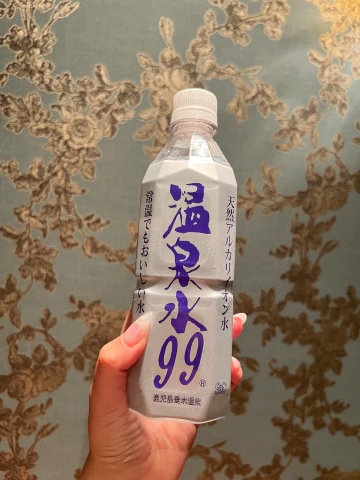 天然アルカリイオン水
温泉水99®
常温でもおいしい水
鹿児島垂水温泉